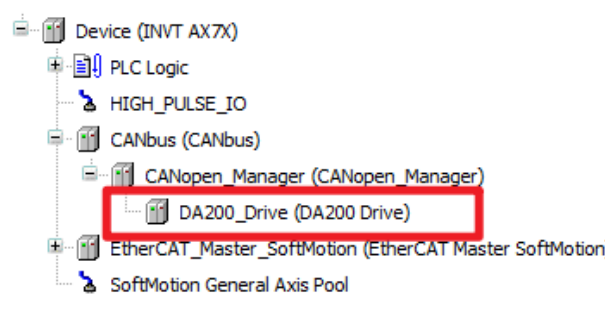 Device (INVT AX7X)
PLC Logic
HIGH_PULSE_IO
CANbus (CANbus)
CANopen_Manager (CANopen_Manager)
DA200_Drive (DA200 Drive)
EtherCAT_Master_SoftMotion (EtherCAT Master SoftMotion
SoftMotion General Axis Pool